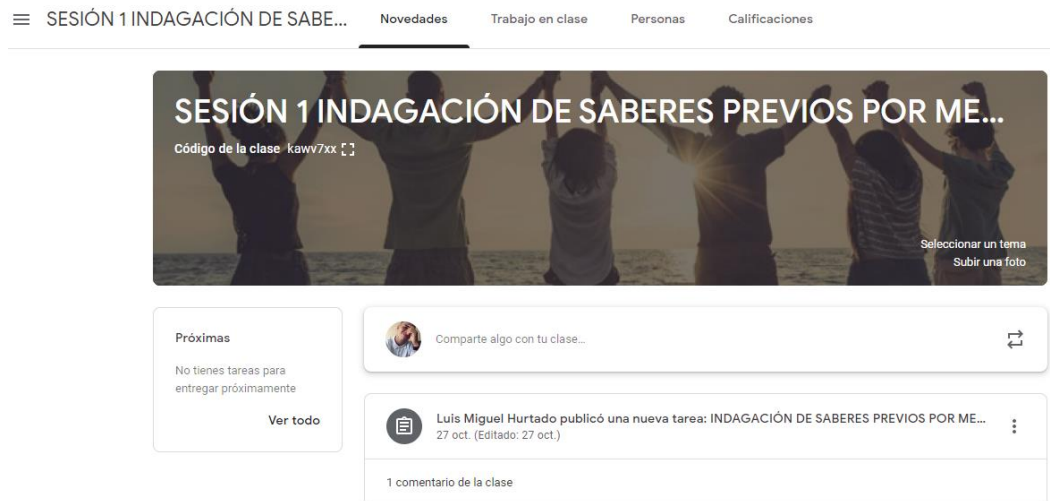 SESIÓN 1 INDAGACIÓN DE SABE...
Novedades
Trabajo en clase
Personas
Calificaciones
SESIÓN 1 INDAGACIÓN DE SABERES PREVIOS POR ME...
Código de la clase kawv7xx
Seleccionar un tema
Subir una foto
Próximas
No tienes tareas para
entregar próximamente
Ver todo
Comparte algo con tu clase...
Luis Miguel Hurtado publicó una nueva tarea: INDAGACIÓN DE SABERES PREVIOS POR ME...
27 oct. (Editado: 27 oct.)
1 comentario de la clase